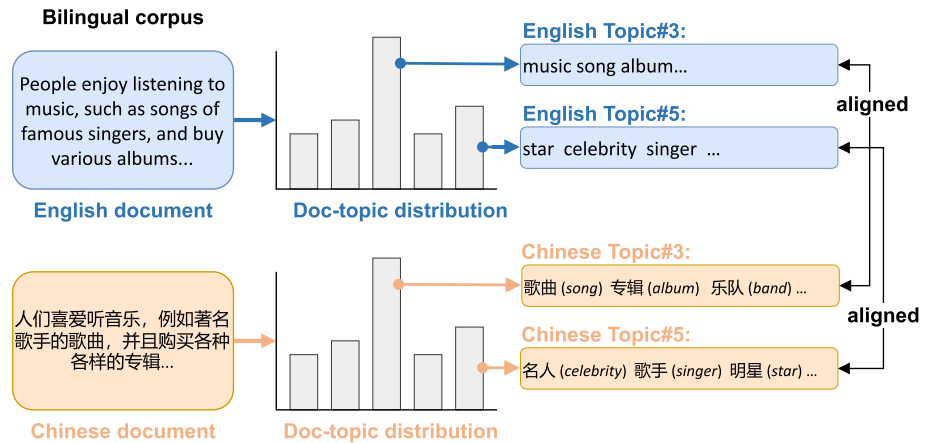 Bilingual corpus
People enjoy listening to
music, such as songs of
famous singers, and buy
various albums...
English document
Doc-topic distribution
English Topic#3:
music song album...
English Topic#5:
star celebrity singer ...
aligned
人们喜爱听音乐，例如著名
歌手的歌曲，并且购买各种
各样的专辑...
Chinese document
Doc-topic distribution
Chinese Topic#3:
歌曲 (song) 专辑 (album) 乐队 (band) ...
Chinese Topic#5:
名人 (celebrity) 歌手 (singer) 明星 (star) ...
aligned